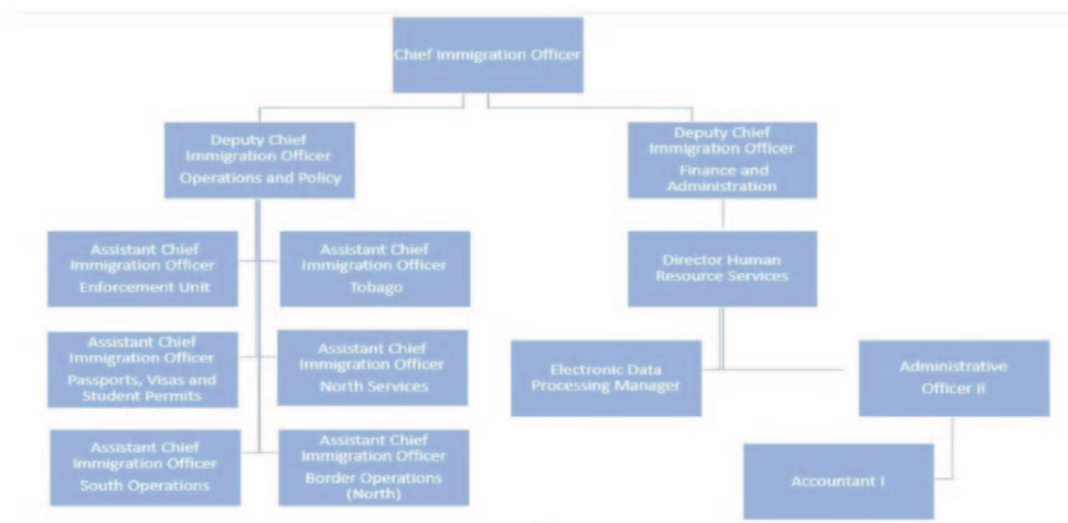 Chief Immigration Officer
Deputy Chief
Immigration Officer
Operations and Policy
Deputy Chief
Immigration Officer
Finance and
Administration
Assistant Chief
Immigration Officer
Enforcement Unit
Assistant Chief
Immigration Officer
Tobago
Director Human
Resource Services
Assistant Chief
Immigration Officer
Passports, Visas and
Student Permits
Assistant Chief
Immigration Officer
North Services
Electronic Data
Processing Manager
Administrative
Officer II
Assistant Chief
Immigration Officer
South Operations
Assistant Chief
Immigration Officer
Border Operations
(North)
Accountant I